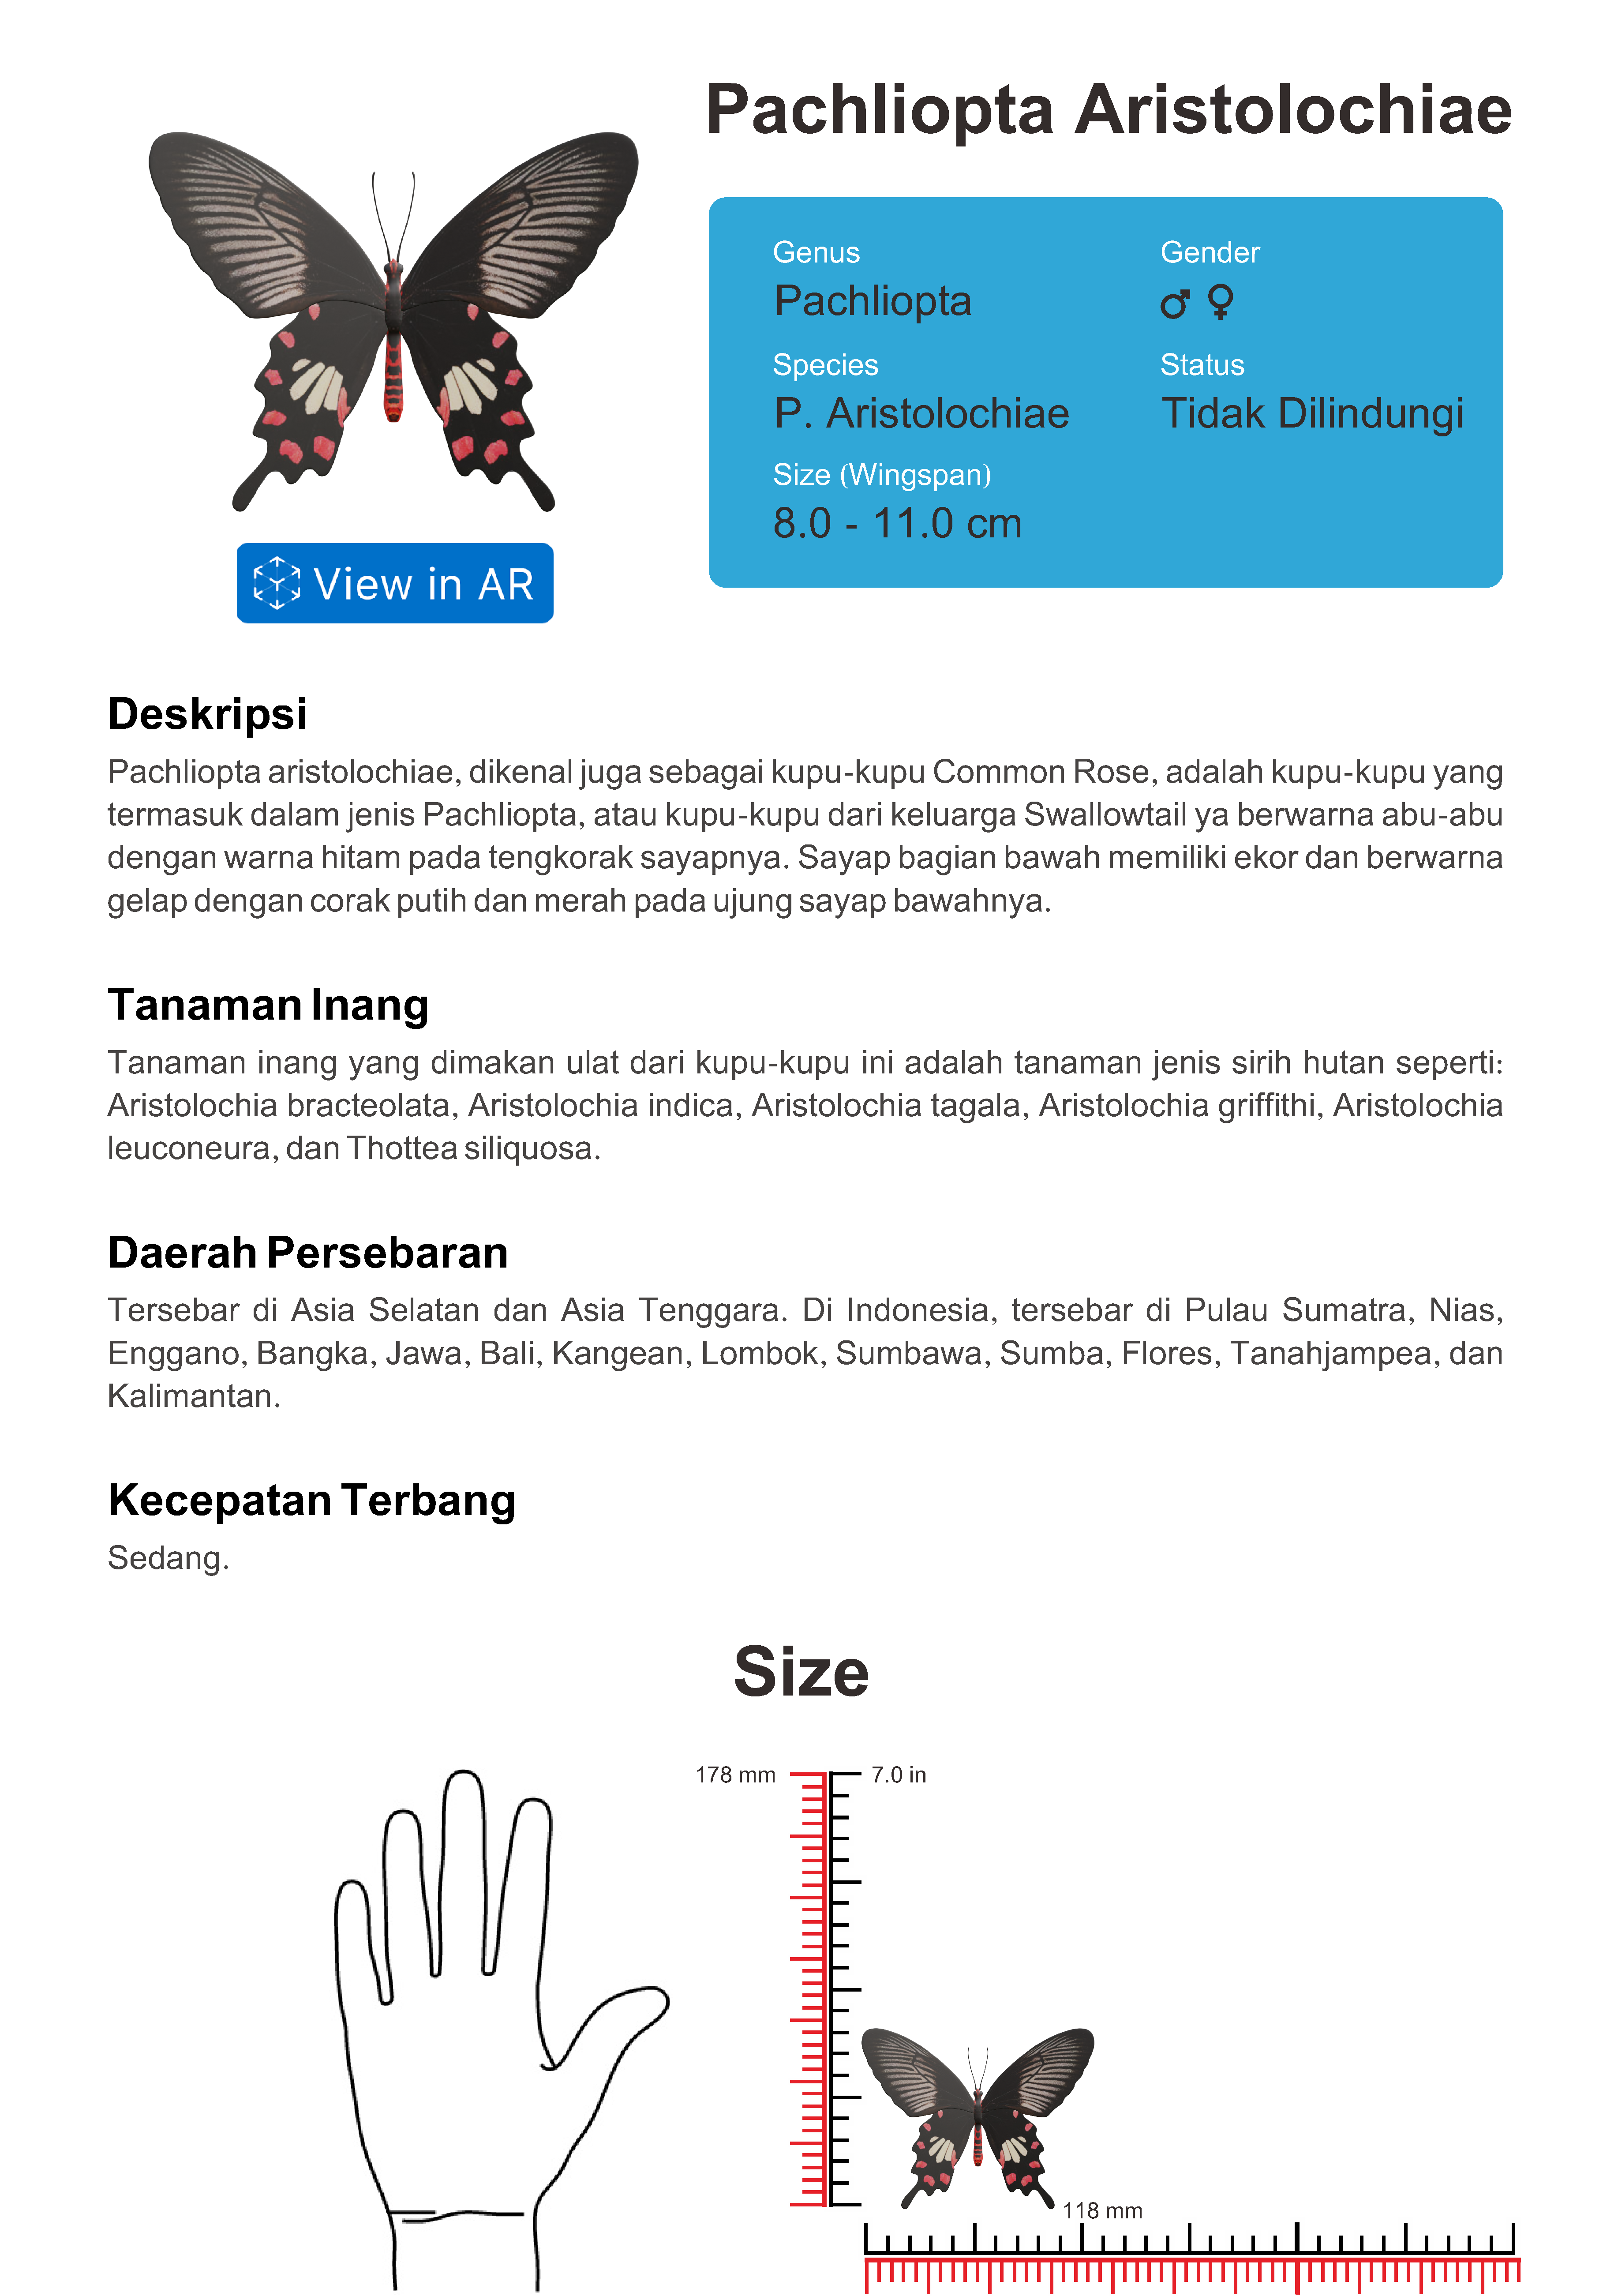 Pachliopta Aristolochiae
Genus
Pachliopta
Gender
♂ ♀
Species
P. Aristolochiae
Status
Tidak Dilindungi
Size (Wingspan)
8.0 - 11.0 cm
View in AR
Deskripsi
Pachliopta aristolochiae, dikenal juga sebagai kupu-kupu Common Rose, adalah kupu-kupu yang
termasuk dalam jenis Pachliopta, atau kupu-kupu dari keluarga Swallowtail ya berwarna abu-abu
dengan warna hitam pada tengkorak sayapnya. Sayap bagian bawah memiliki ekor dan berwarna
gelap dengan corak putih dan merah pada ujung sayap bawahnya.
Tanaman Inang
Tanaman inang yang dimakan ulat dari kupu-kupu ini adalah tanaman jenis sirih hutan seperti:
Aristolochia bracteolata, Aristolochia indica, Aristolochia tagala, Aristolochia griffithi, Aristolochia
leuconeura, dan Thottea siliquosa.
Daerah Persebaran
Tersebar di Asia Selatan dan Asia Tenggara. Di Indonesia, tersebar di Pulau Sumatra, Nias,
Enggano, Bangka, Jawa, Bali, Kangean, Lombok, Sumbawa, Sumba, Flores, Tanahjampea, dan
Kalimantan.
Kecepatan Terbang
Sedang.
Size
178 mm
7.0 in
118 mm